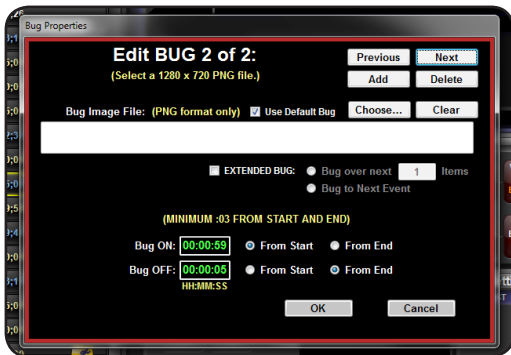 Bug Properties
Edit BUG 2 of 2:
(Select a 1280 x 720 PNG file.)
Previous Next
Add Delete
Bug Image File: (PNG format only) Use Default Bug Choose... Clear
EXTENDED BUG: Bug over next 1 Items
Bug to Next Event
(MINIMUM :03 FROM START AND END)
Bug ON: 00:00:59 From Start From End
Bug OFF: 00:00:05 From Start From End
HH:MM:SS
OK Cancel